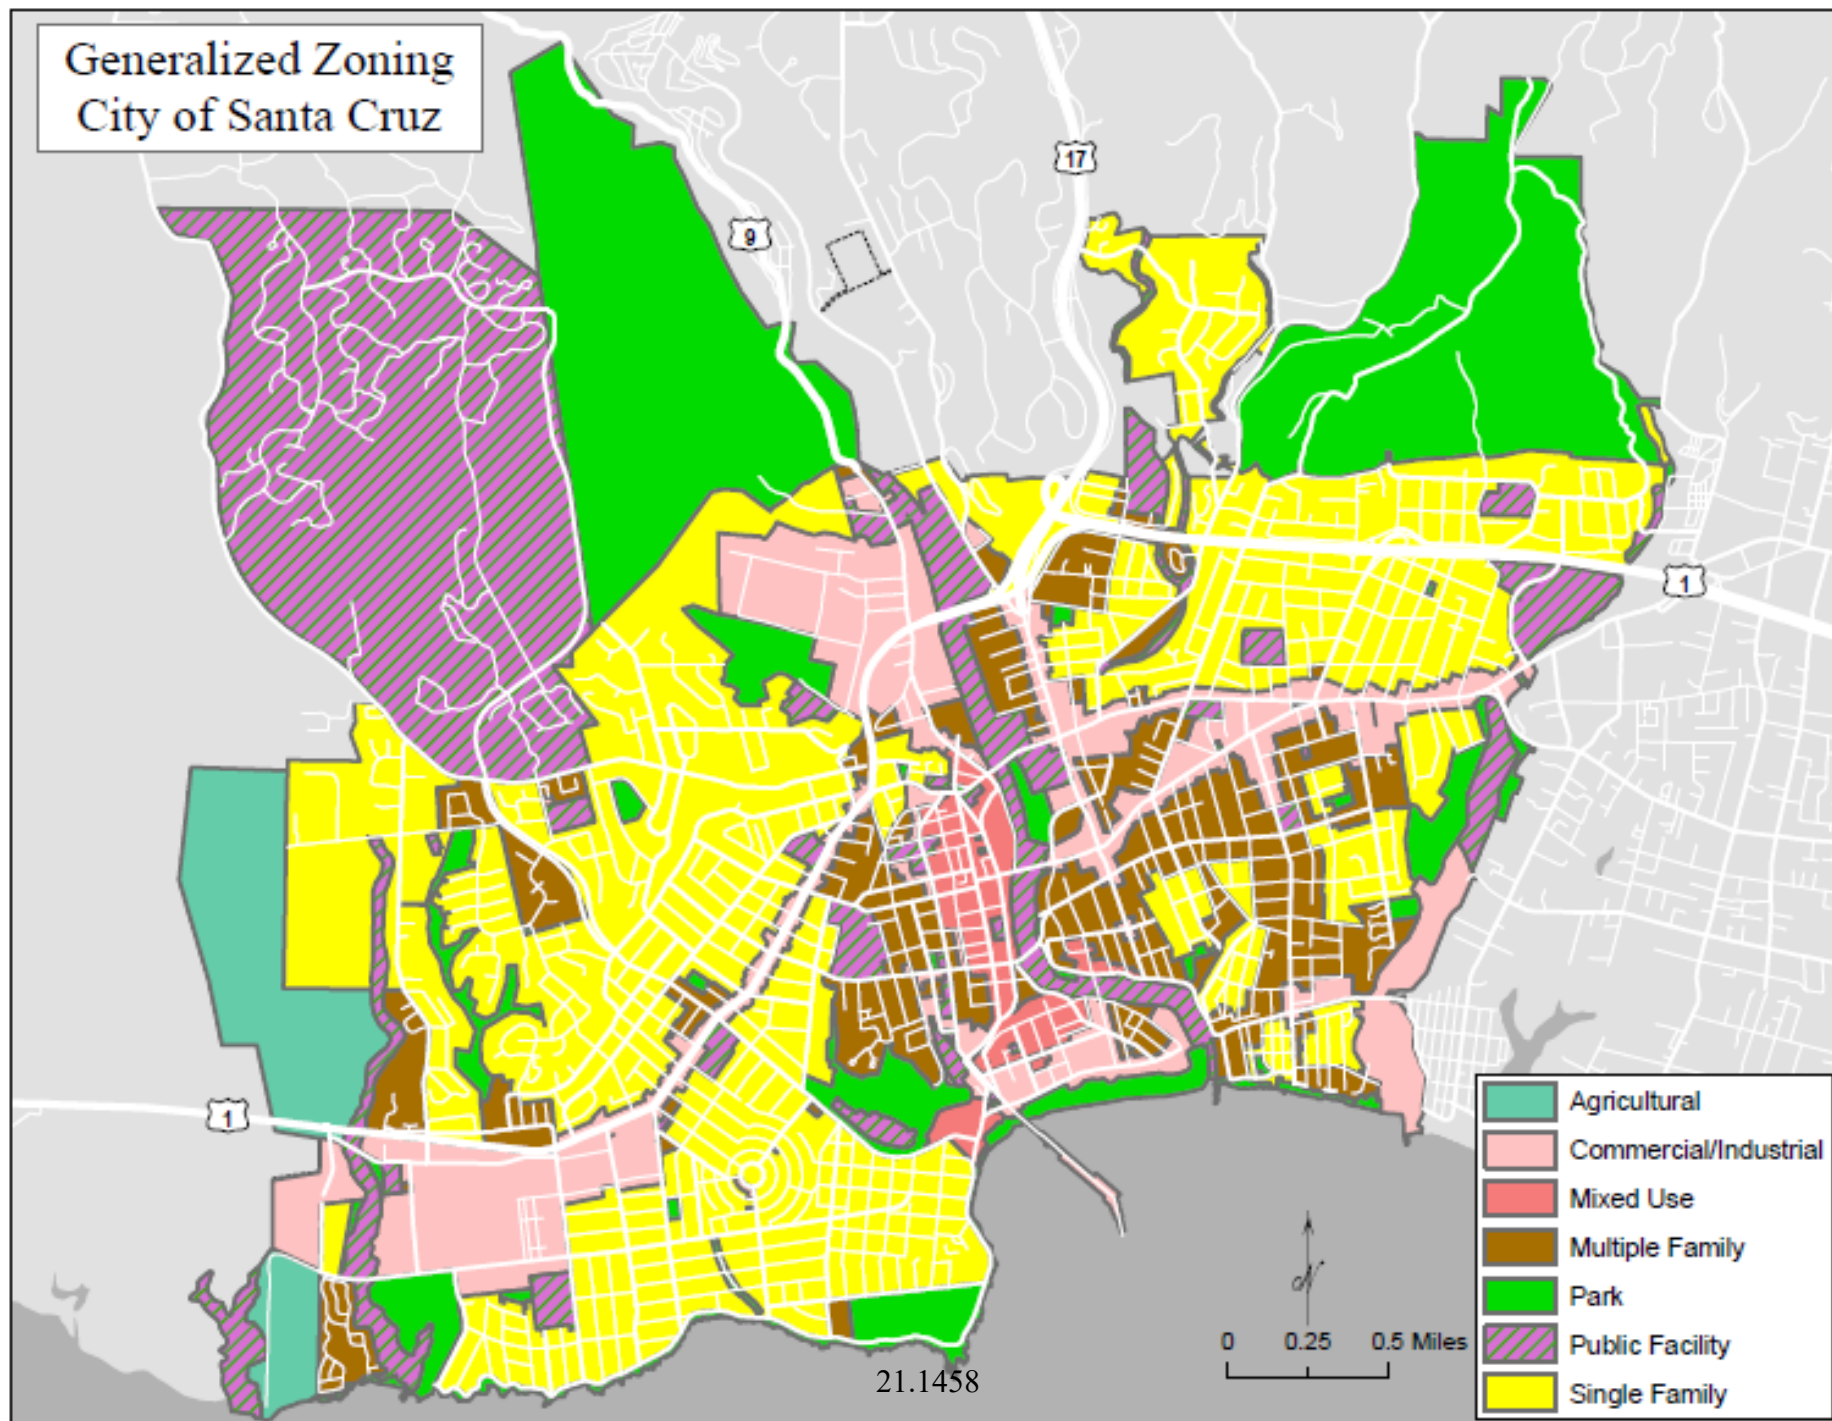 Generalized Zoning
City of Santa Cruz
17
9
1
1
Agricultural
Commercial/Industrial
Mixed Use
Multiple Family
Park
Public Facility
Single Family
N
0 0.25 0.5 Miles
21.1458